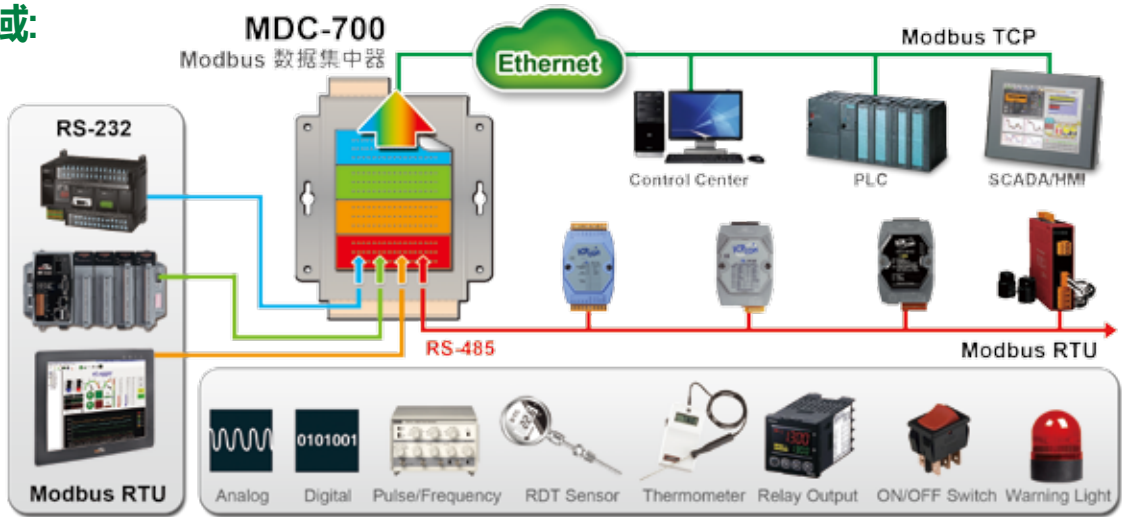 或:
MDC-700
Modbus 数据集中器
Ethernet
Modbus TCP
Control Center
PLC
SCADA/HMI
RS-232
Modbus RTU
RS-485
Modbus RTU
0101001
Analog
Digital
Pulse/Frequency
RDT Sensor
Thermometer
Relay Output
ON/OFF Switch
Warning Light